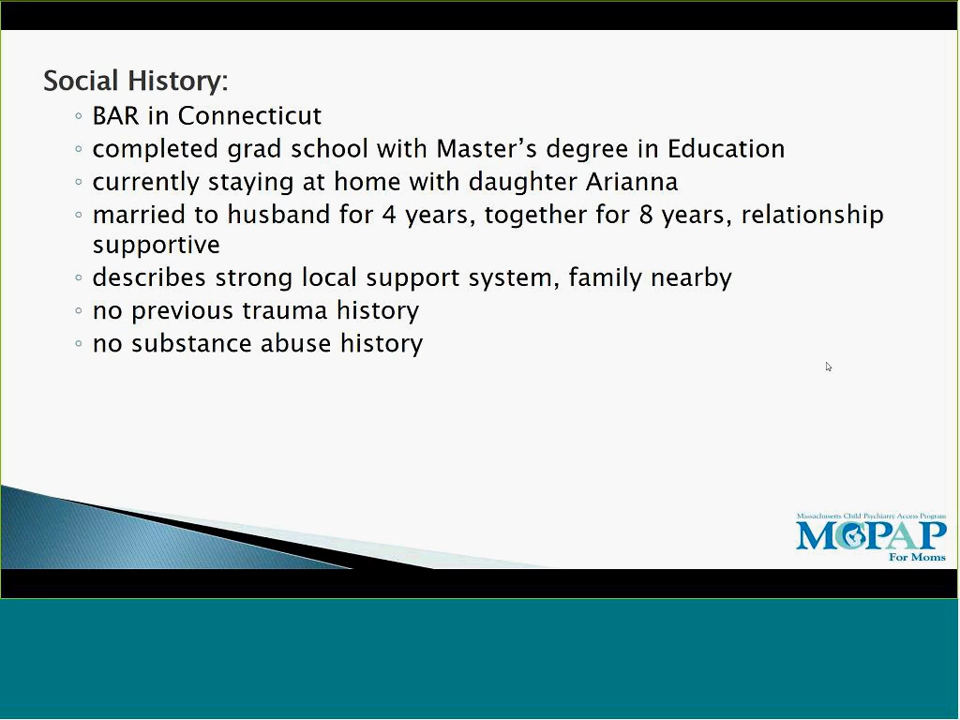 Social History:
◦ BAR in Connecticut
◦ completed grad school with Master's degree in Education
◦ currently staying at home with daughter Arianna
◦ married to husband for 4 years, together for 8 years, relationship
supportive
◦ describes strong local support system, family nearby
◦ no previous trauma history
◦ no substance abuse history
Massachusetts Child Psychiatry Access Program
MCPAP
For Moms